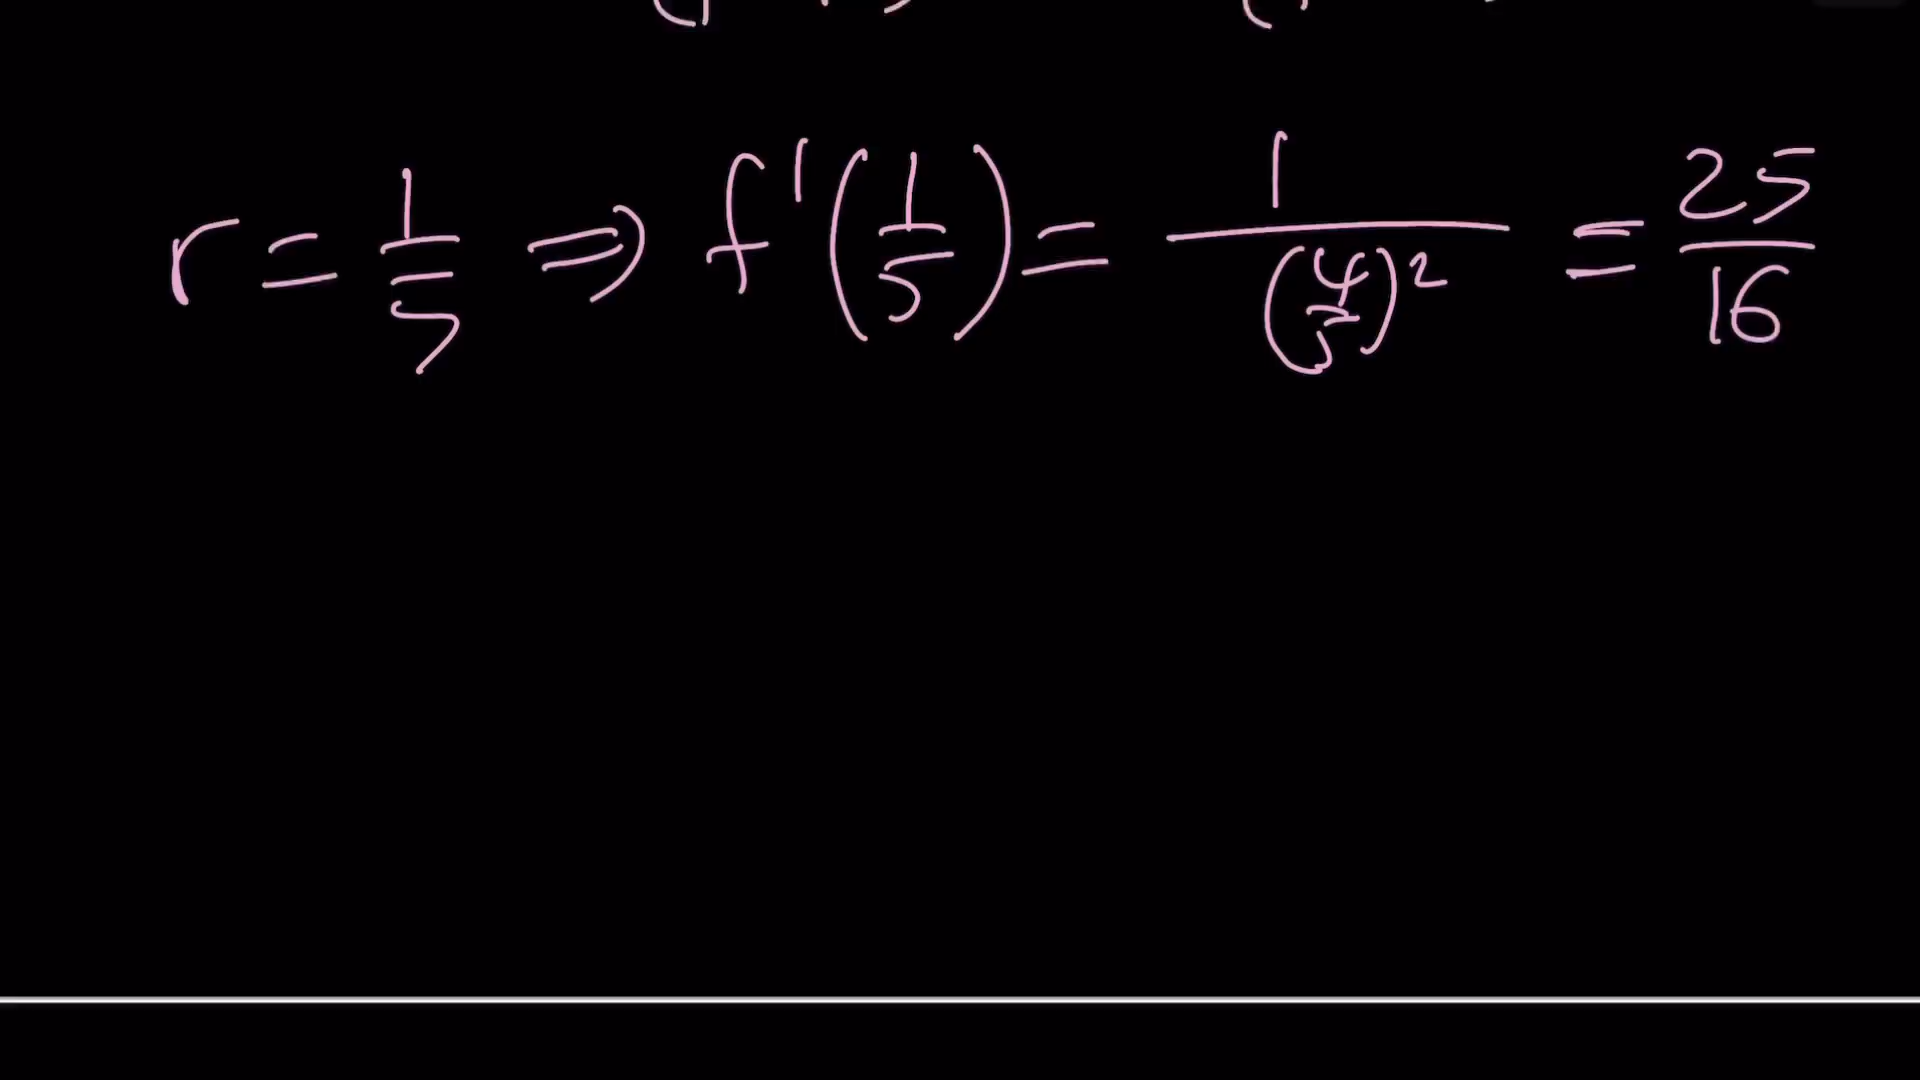 r = 1/5 ⇒ f'(1/5) = 1/(4/5)² = 25/16